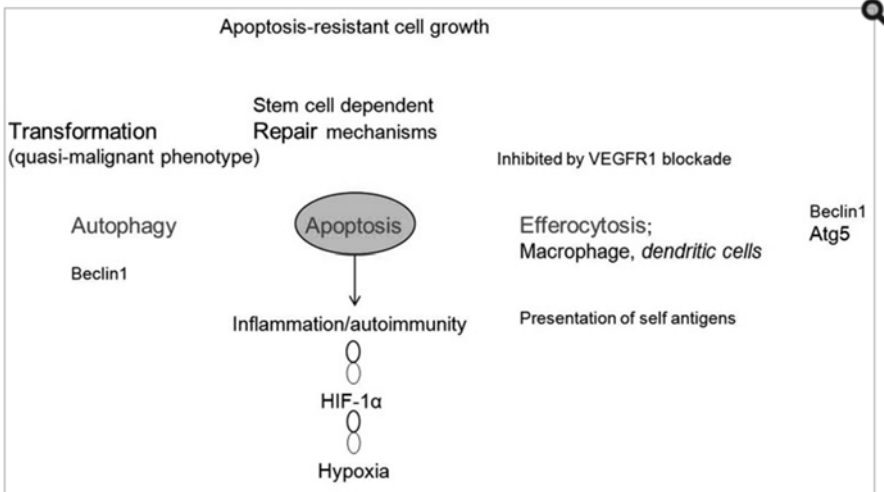 Apoptosis-resistant cell growth
Stem cell dependent
Repair mechanisms
Transformation
(quasi-malignant phenotype)
Inhibited by VEGFR1 blockade
Autophagy
Beclin1
Apoptosis
Efferocytosis;
Macrophage, dendritic cells
Beclin1
Atg5
Inflammation/autoimmunity
Presentation of self antigens
HIF-1α
Hypoxia